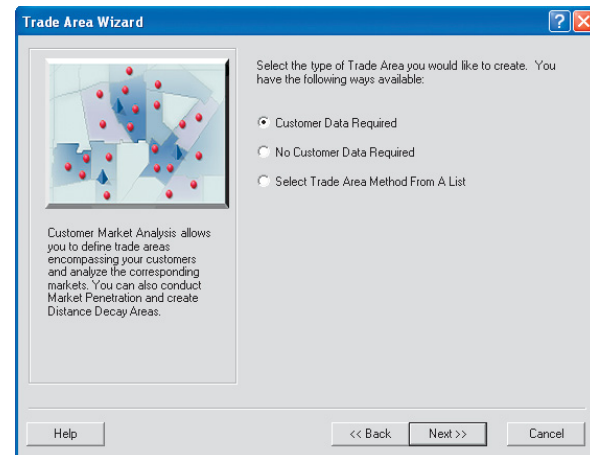 Trade Area Wizard
Select the type of Trade Area you would like to create. You
have the following ways available:
Customer Data Required
No Customer Data Required
Select Trade Area Method From A List
Customer Market Analysis allows
you to define trade areas
encompassing your customers
and analyze the corresponding
markets. You can also conduct
Market Penetration and create
Distance Decay Areas.
Help
<< Back
Next >>
Cancel